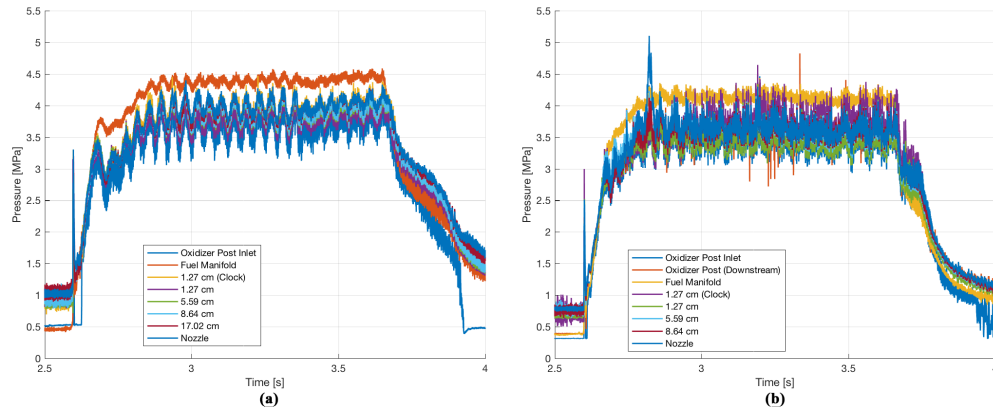 5.5
5
4.5
4
3.5
3
2.5
2
1.5
1
0.5
0
Pressure [MPa]
Oxidizer Post Inlet
Fuel Manifold
1.27 cm (Clock)
1.27 cm
5.59 cm
8.64 cm
17.02 cm
Nozzle
2.5 3 3.5 4
Time [s]
(a)
5.5
5
4.5
4
3.5
3
2.5
2
1.5
1
0.5
0
Pressure [MPa]
Oxidizer Post Inlet
Oxidizer Post (Downstream)
Fuel Manifold
1.27 cm (Clock)
1.27 cm
5.59 cm
8.64 cm
Nozzle
2.5 3 3.5 4
Time [s]
(b)